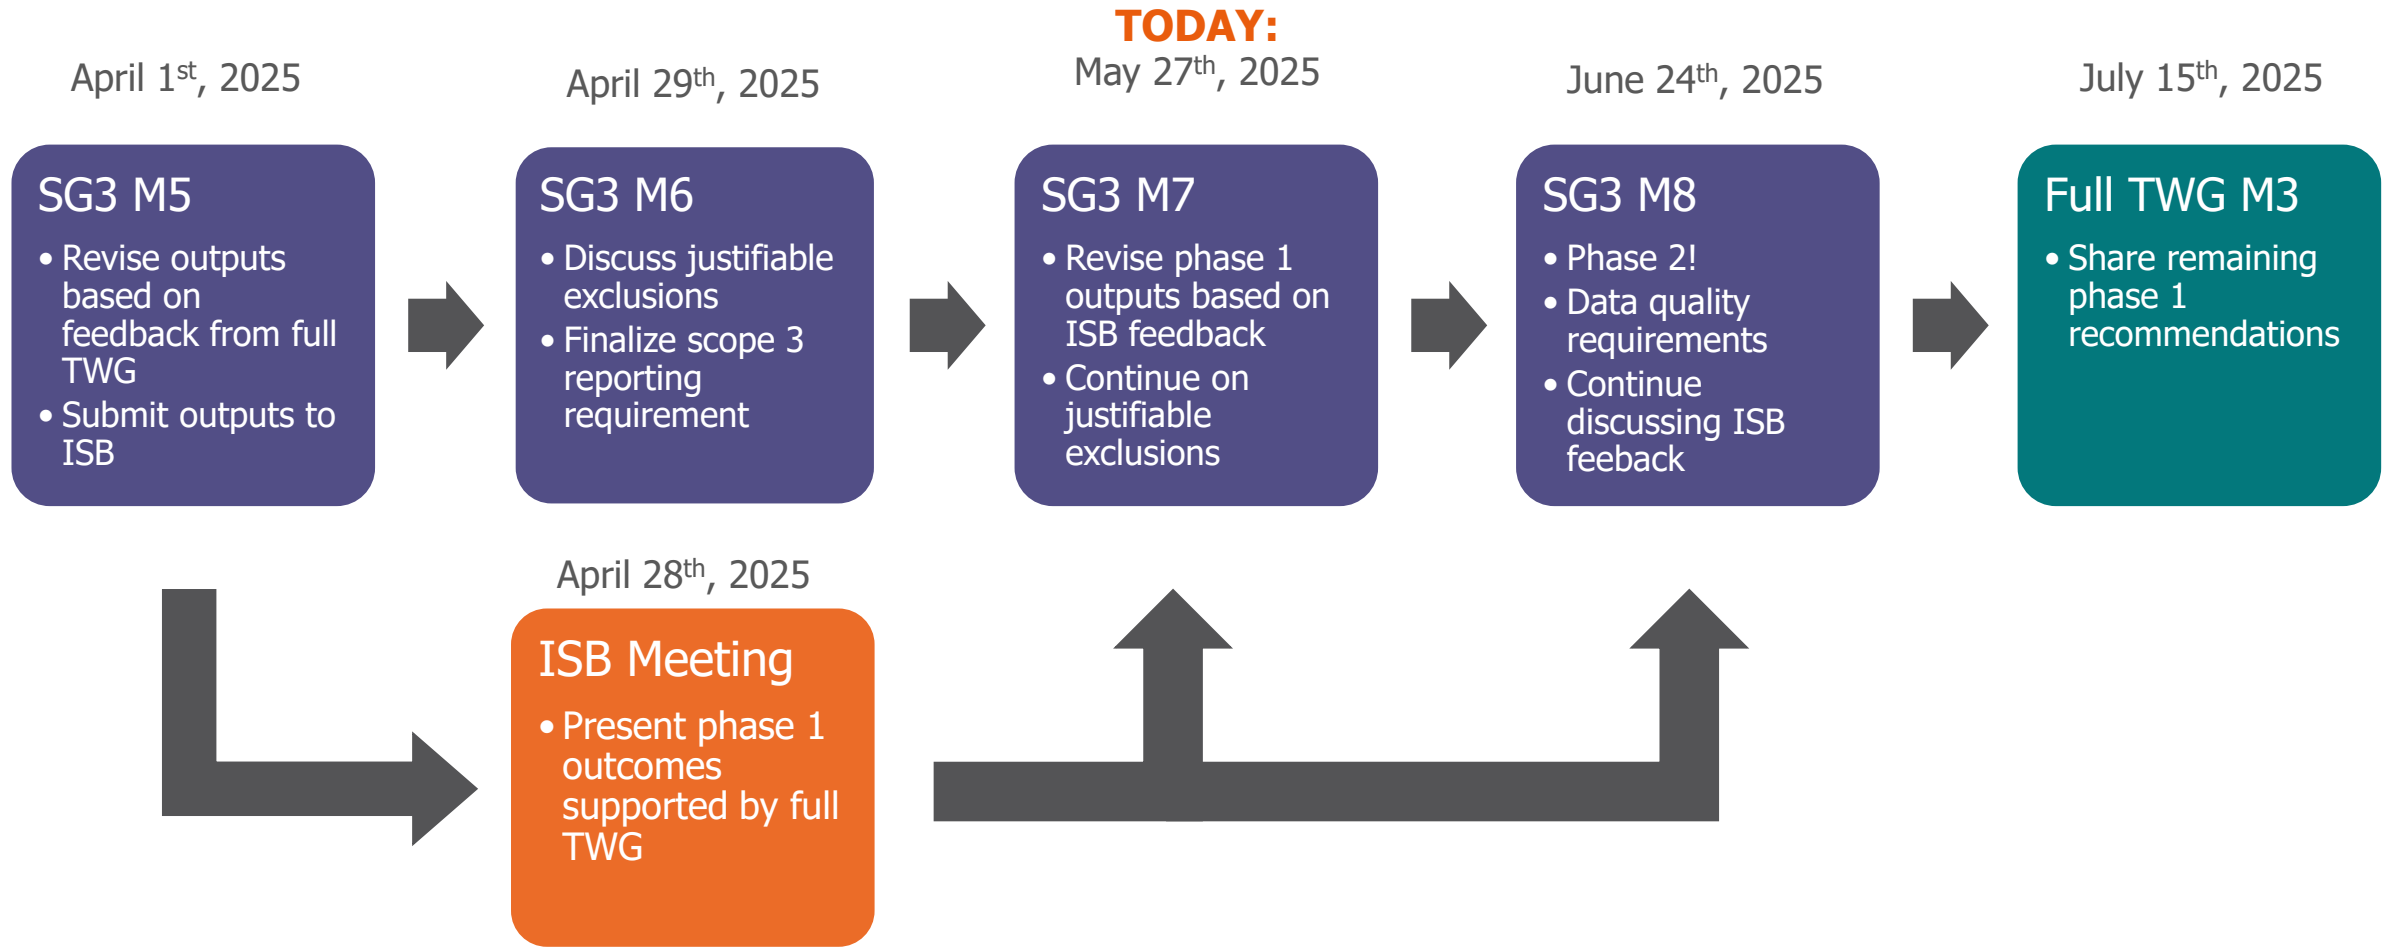 April 1st, 2025
SG3 M5
• Revise outputs
based on
feedback from full
TWG
• Submit outputs to
ISB
April 29th, 2025
SG3 M6
• Discuss justifiable
exclusions
• Finalize scope 3
reporting
requirement
TODAY:
May 27th, 2025
SG3 M7
• Revise phase 1
outputs based on
ISB feedback
• Continue on
justifiable
exclusions
June 24th, 2025
SG3 M8
• Phase 2!
• Data quality
requirements
• Continue
discussing ISB
feeback
July 15th, 2025
Full TWG M3
• Share remaining
phase 1
recommendations
April 28th, 2025
ISB Meeting
• Present phase 1
outcomes
supported by full
TWG